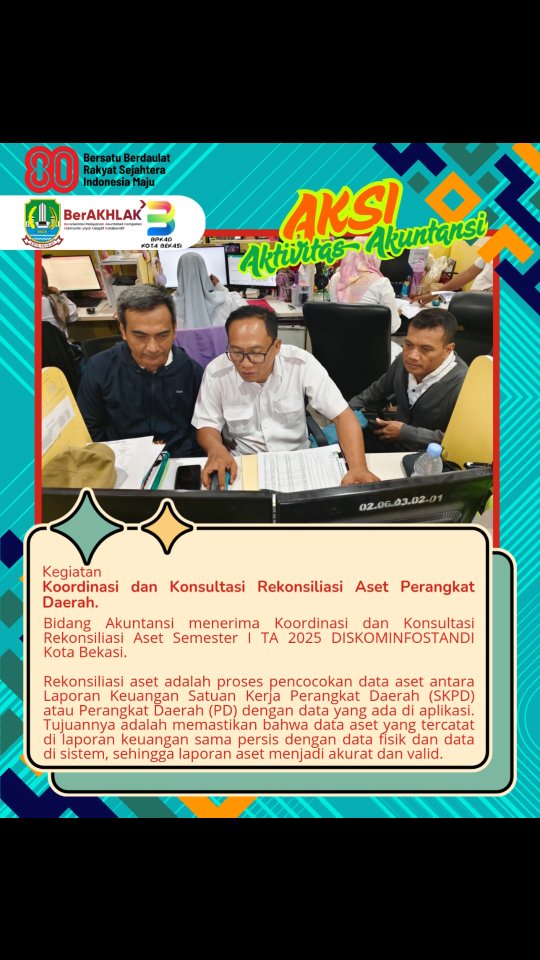 80 Bersatu Berdaulat
Rakyat Sejahtera
Indonesia Maju
BerAKHLAK
BPKAD
KOTA BEKASI
AKSI
Aktivitas Akuntansi
02.06.03.02-01
Kegiatan
Koordinasi dan Konsultasi Rekonsiliasi Aset Perangkat
Daerah.
Bidang Akuntansi menerima Koordinasi dan Konsultasi
Rekonsiliasi Aset Semester I TA 2025 DISKOMINFOSTANDI
Kota Bekasi.
Rekonsiliasi aset adalah proses pencocokan data aset antara
Laporan Keuangan Satuan Kerja Perangkat Daerah (SKPD)
atau Perangkat Daerah (PD) dengan data yang ada di aplikasi.
Tujuannya adalah memastikan bahwa data aset yang tercatat
di laporan keuangan sama persis dengan data fisik dan data
di sistem, sehingga laporan aset menjadi akurat dan valid.